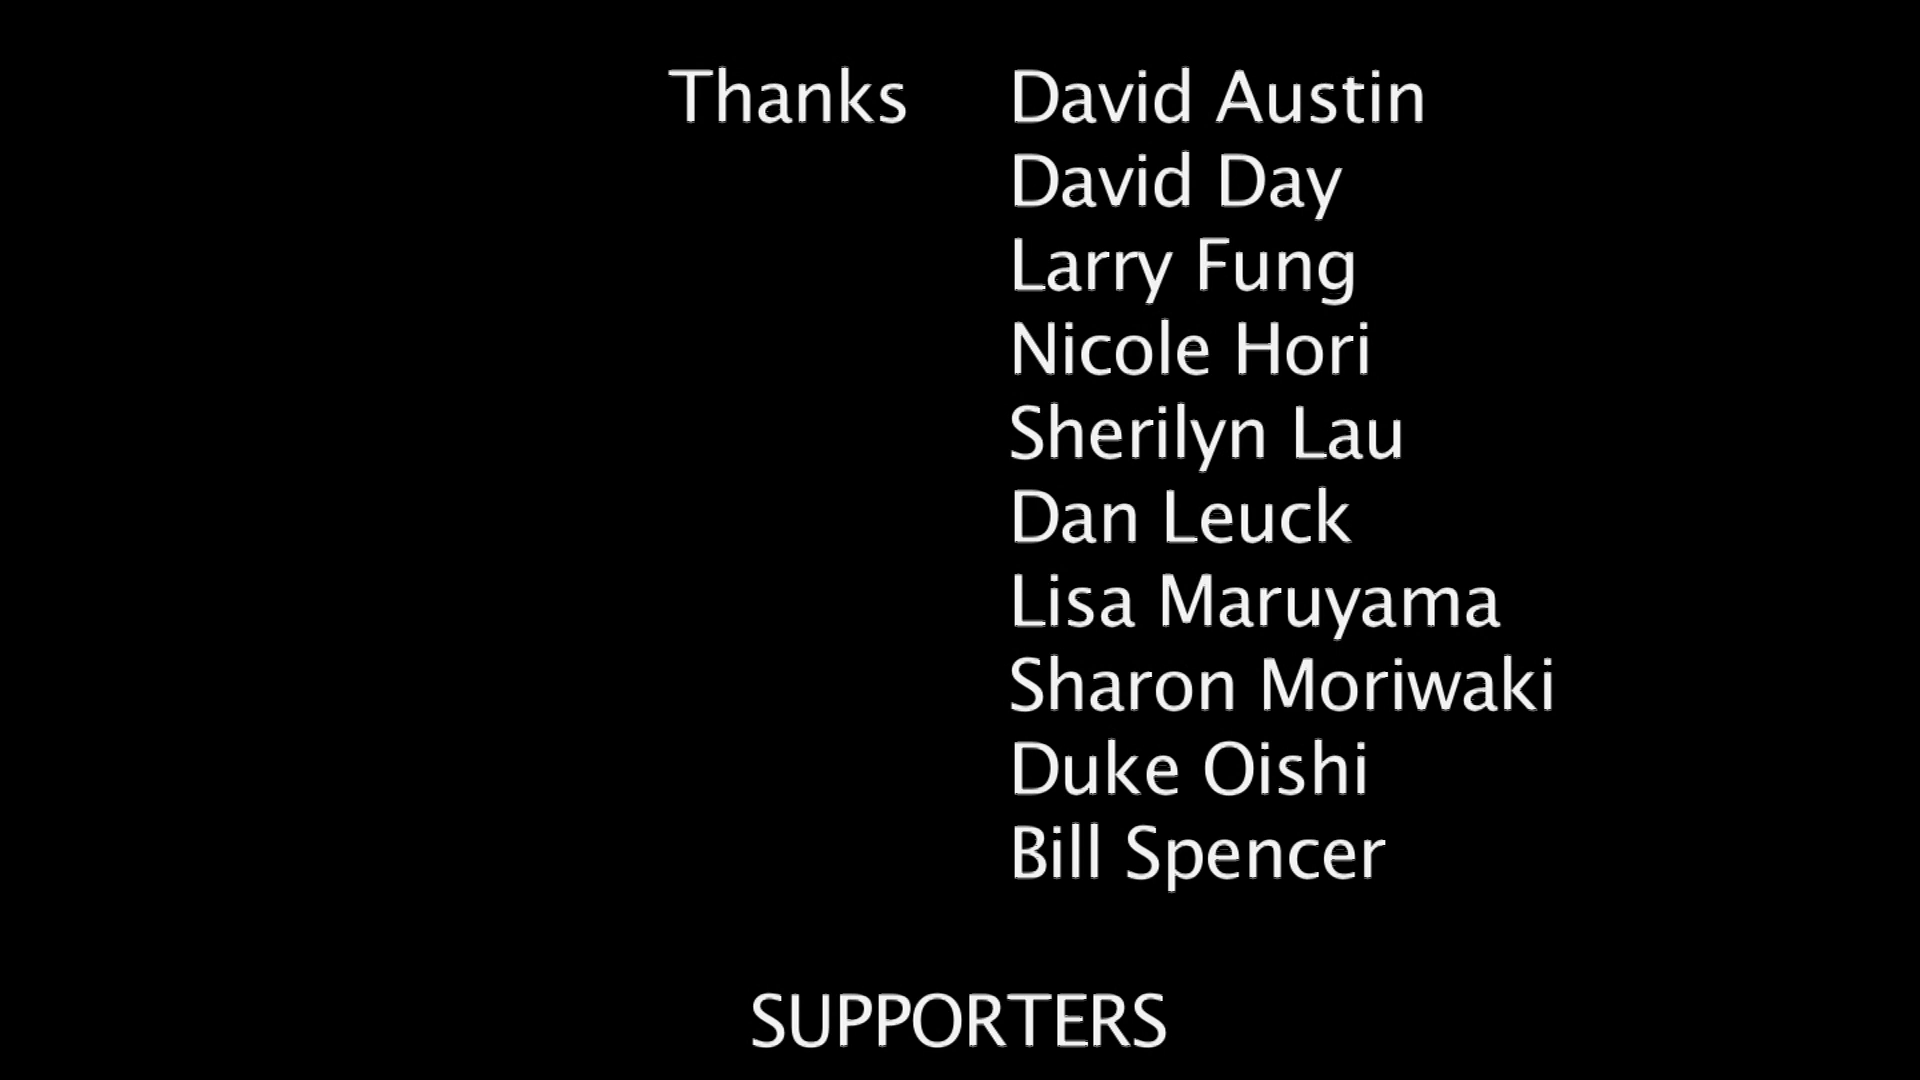 Thanks David Austin
David Day
Larry Fung
Nicole Hori
Sherilyn Lau
Dan Leuck
Lisa Maruyama
Sharon Moriwaki
Duke Oishi
Bill Spencer
SUPPORTERS